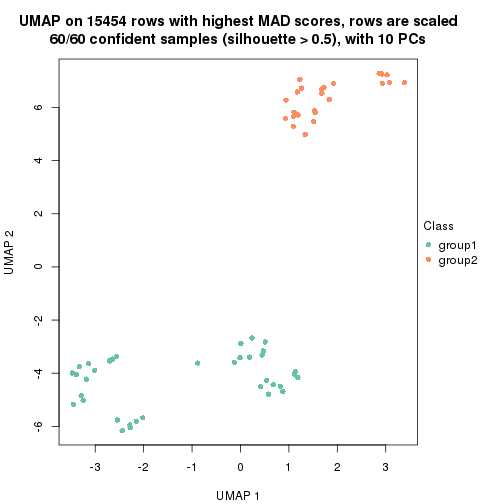 UMAP on 15454 rows with highest MAD scores, rows are scaled
60/60 confident samples (silhouette > 0.5), with 10 PCs
6
4
2
0
-2
-4
-6
UMAP 2
-3
-2
-1
0
1
2
3
UMAP 1
Class
group1
group2